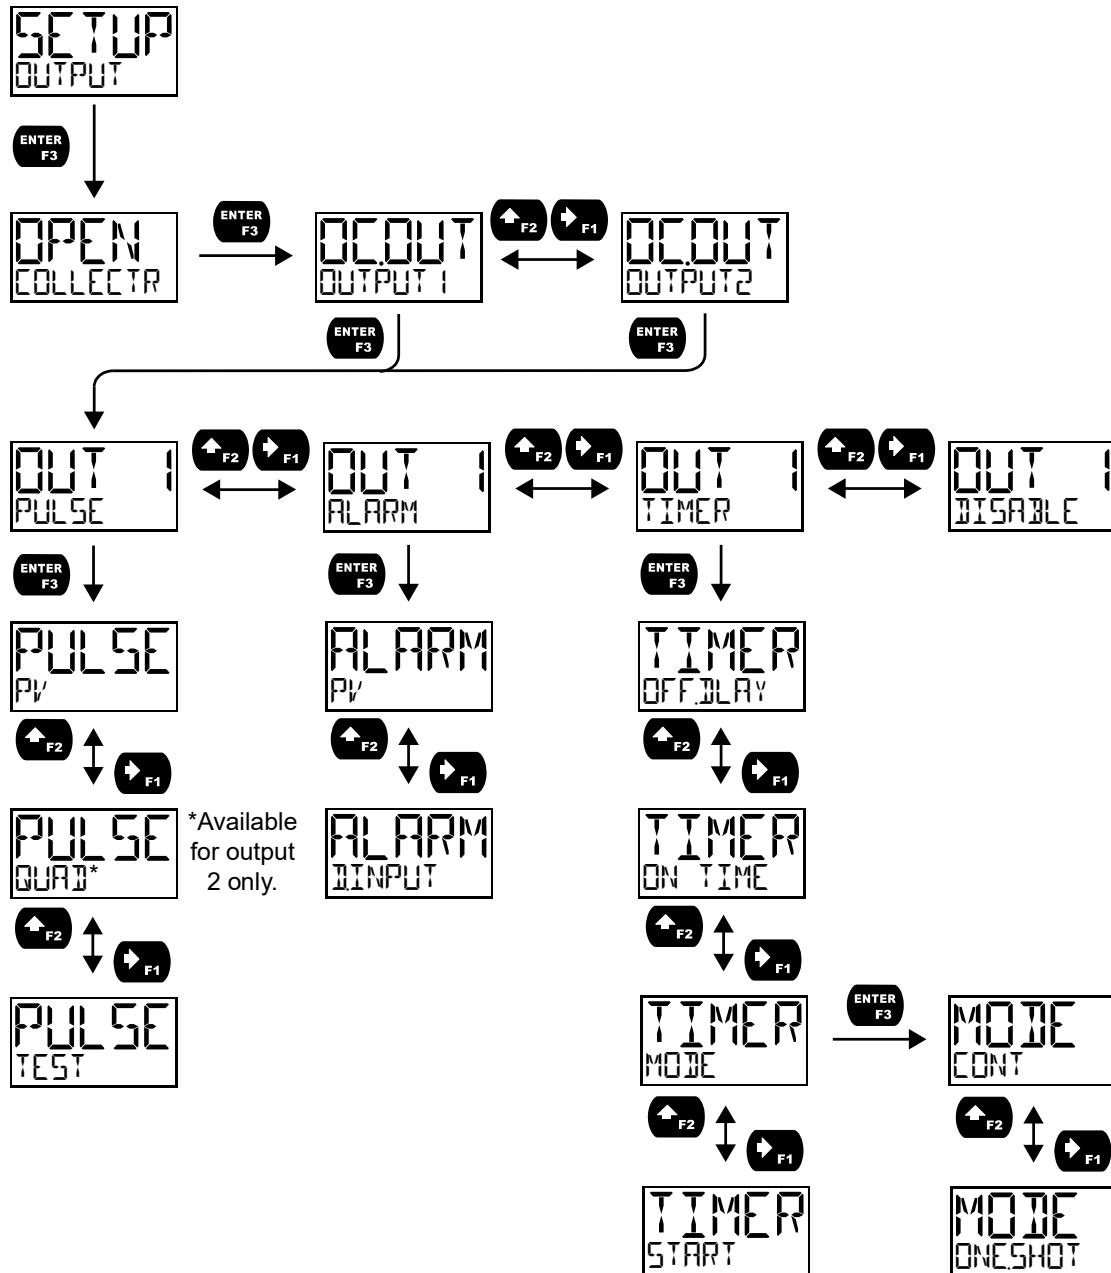 SETUP
OUTPUT
ENTER
F3
OPEN
COLLECTR
ENTER
F3
OC.OUT
OUTPUT1
F2
F1
OC.OUT
OUTPUT2
ENTER
F3
ENTER
F3
OUT 1
PULSE
F2
F1
OUT 1
ALARM
F2
F1
OUT 1
TIMER
F2
F1
OUT 1
DISABLE
ENTER
F3
ENTER
F3
ENTER
F3
PULSE
PV
ALARM
PV
TIMER
OFF.DLAY
F2
F1
F2
F1
F2
F1
PULSE
QUAD*
*Available
for output
2 only.
ALARM
D.INPUT
TIMER
ON TIME
F2
F1
F2
F1
PULSE
TEST
TIMER
MODE
ENTER
F3
MODE
CONT
F2
F1
F2
F1
TIMER
START
MODE
ONE.SHOT